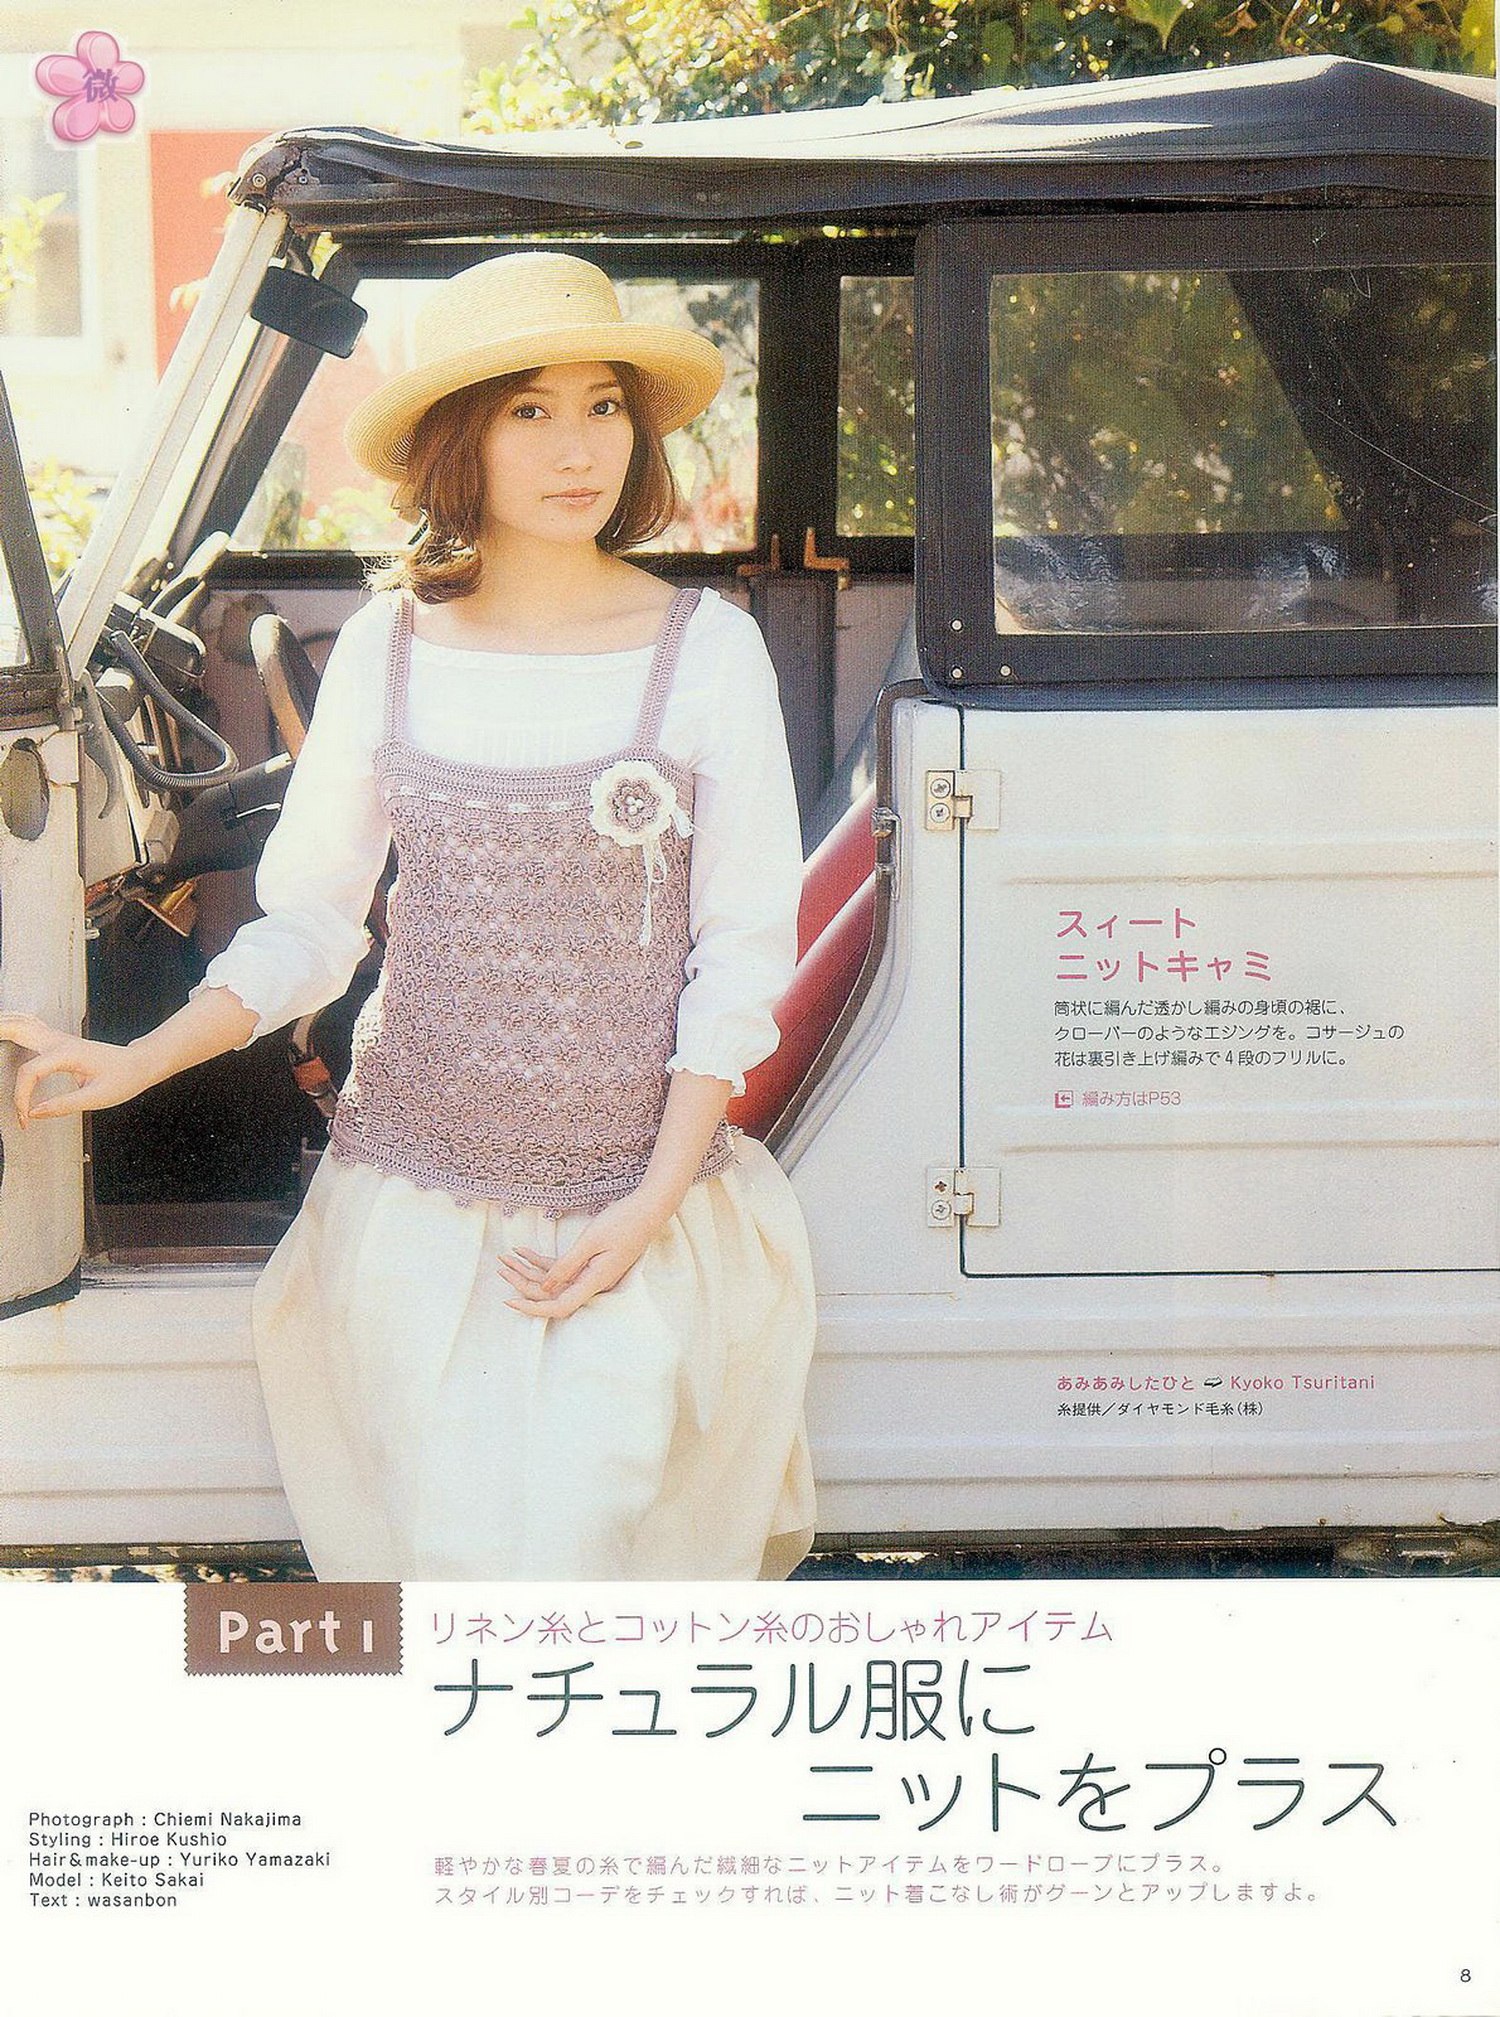 微
スィート
ニットキャミ
筒状に編んだ透かし編みの身頃の裾に、
クローバーのようなエジングを。コサージュの
花は裏引き上げ編みで4段のフリルに。
編み方はP53
あみあみしたひと Kyoko Tsuritani
糸提供／ダイヤモンド毛糸(株)
Part 1
リネン糸とコットン糸のおしゃれアイテム
ナチュラル服に
ニットをプラス
軽やかな春夏の糸で編んだ繊細なニットアイテムをワードローブにプラス。
スタイル別コーデをチェックすれば、ニット着こなし術がグーンとアップしますよ。
Photograph : Chiemi Nakajima
Styling : Hiroe Kushio
Hair&make-up : Yuriko Yamazaki
Model : Keito Sakai
Text : wasanbon
8